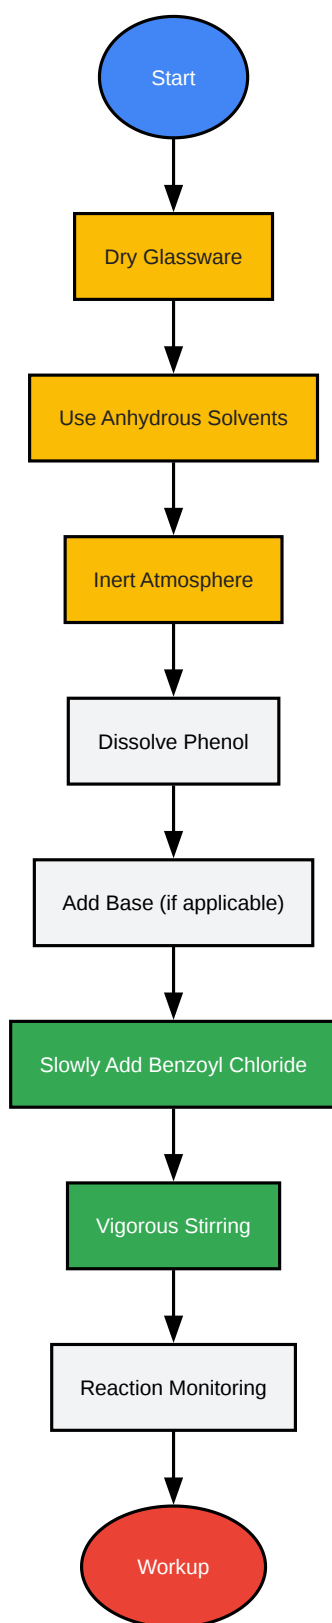 Start
Dry Glassware
Use Anhydrous Solvents
Inert Atmosphere
Dissolve Phenol
Add Base (if applicable)
Slowly Add Benzoyl Chloride
Vigorous Stirring
Reaction Monitoring
Workup